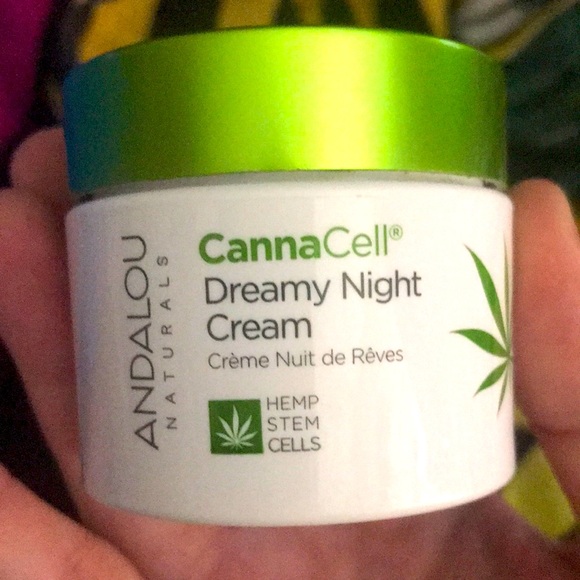 ANDALOU
NATURALS
CannaCell®
Dreamy Night
Cream
Crème Nuit de Rêves
HEMP
STEM
CELLS